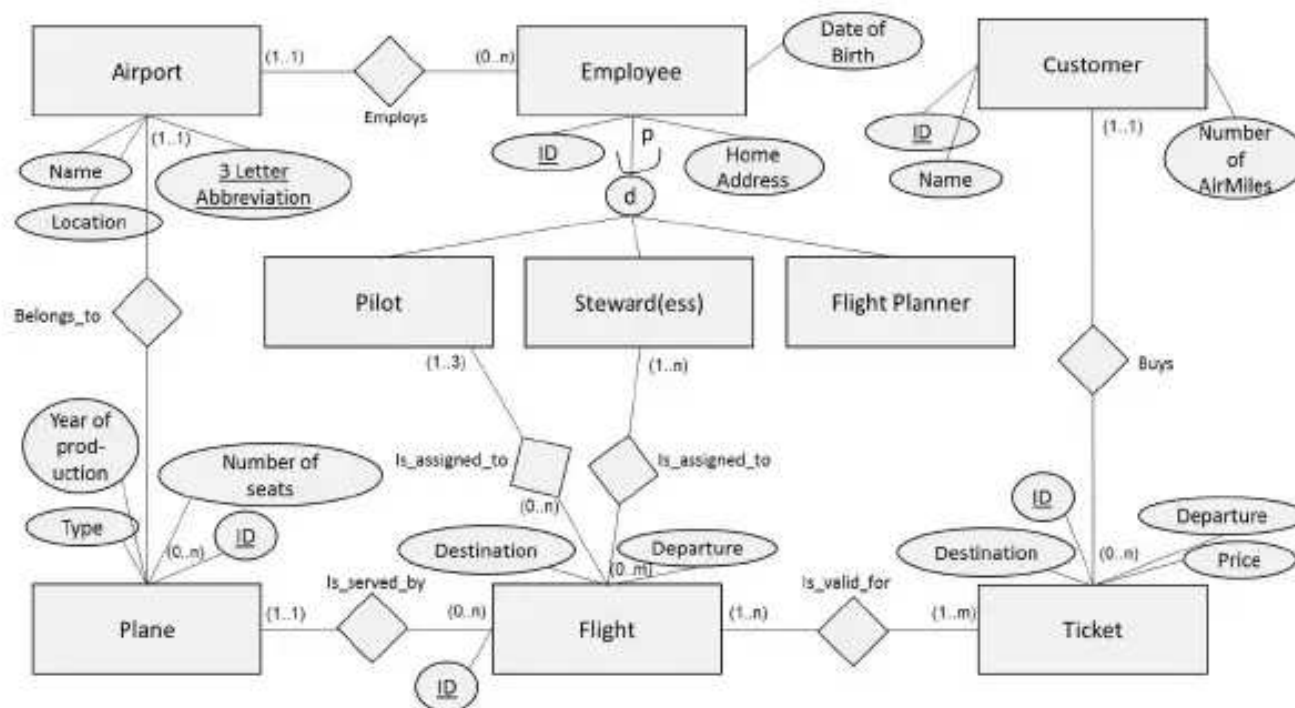 Airport
(1..1)
(0..n)
Employs
Employee
Date of
Birth
Customer
(1..1)
Name
Location
3 Letter
Abbreviation
ID
p
Home
Address
d
ID
Name
(1..1)
Number
of
AirMiles
Pilot
Steward(ess)
Flight Planner
Belongs_to
(1..3)
(1..n)
Buys
Year of
prod-
uction
Number of
seats
Type
(0..n)
ID
Is_assigned_to
Is_assigned_to
(0..n)
Destination
(0..m)
Departure
ID
Destination
Departure
(0..n)
Price
Plane
(1..1)
Is_served_by
(0..n)
Flight
ID
(1..n)
Is_valid_for
(1..m)
Ticket